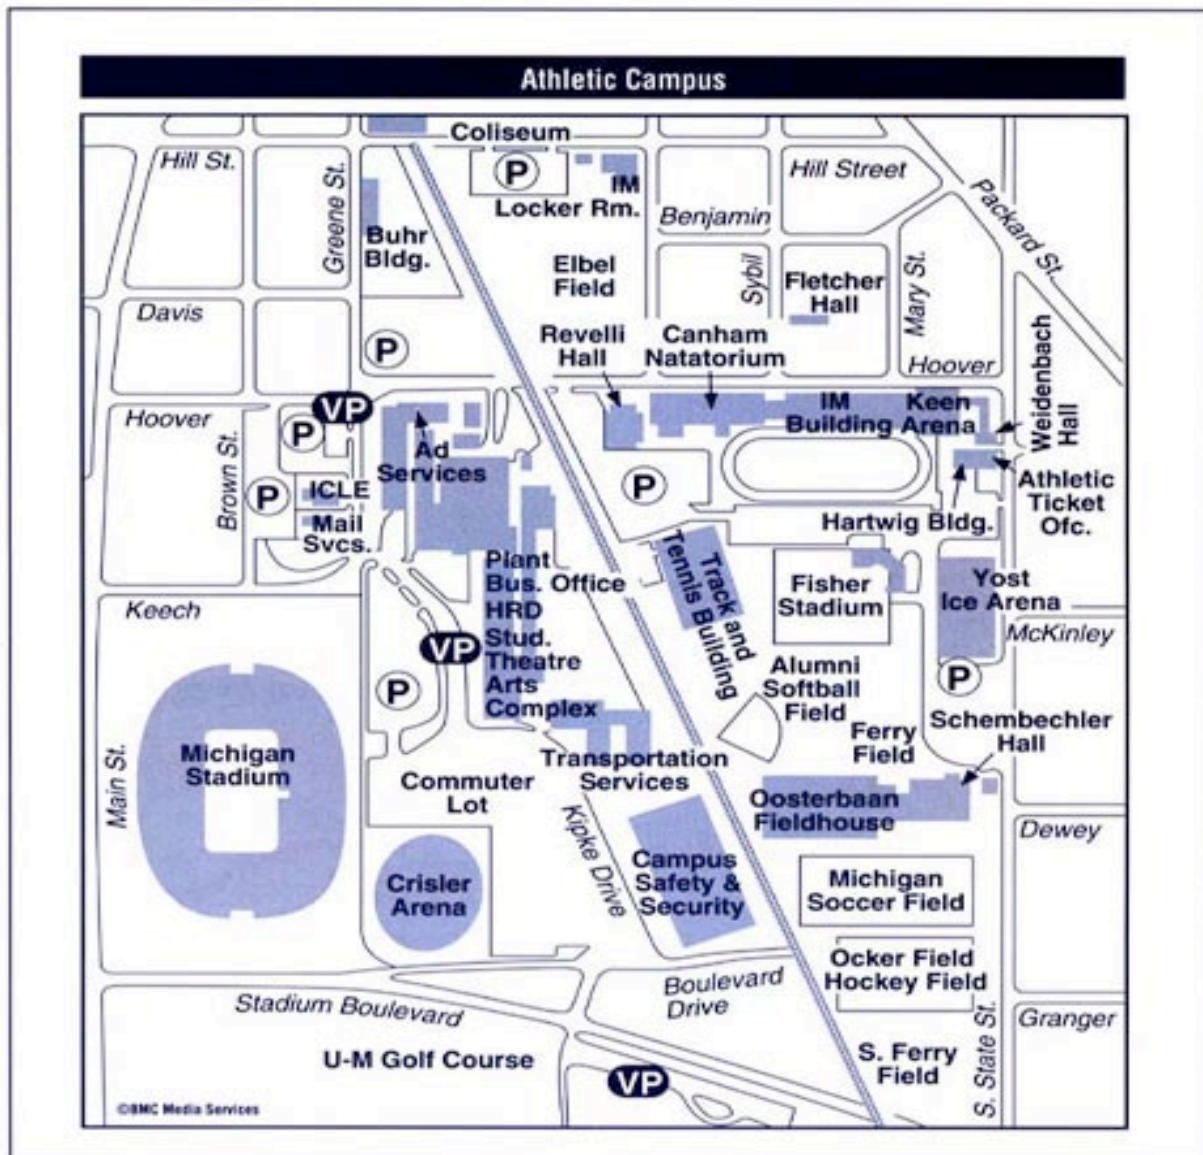 Athletic Campus
Coliseum
Hill St.
P
Hill Street
IM
Locker Rm.
Packard St.
Greene St.
Benjamin
Buhr
Bldg.
Elbel
Field
Sybil
Fletcher
Hall
Mary St.
Davis
Revelli
Hall
Canham
Natatorium
P
Hoover
Weidenbach
Hall
VP
Hoover
P
IM
Building
Keen
Arena
Ad
Services
Brown St.
P
ICLE
P
Athletic
Ticket
Ofc.
Mail
Svcs.
Hartwig Bldg.
Plant
Bus. Office
HRD
Stud.
Theatre
Arts
Complex
Track and
Tennis Building
Fisher
Stadium
Yost
Ice Arena
Keech
McKinley
VP
P
Alumni
Softball
Field
P
Schembechler
Hall
Ferry
Field
Main St.
Michigan
Stadium
Transportation
Services
Commuter
Lot
Oosterbaan
Fieldhouse
Kipke Drive
Dewey
Crisler
Arena
Campus
Safety &
Security
Michigan
Soccer Field
Ocker Field
Hockey Field
Boulevard
Drive
Stadium Boulevard
S. State St.
Granger
U-M Golf Course
S. Ferry
Field
VP
©BMC Media Services